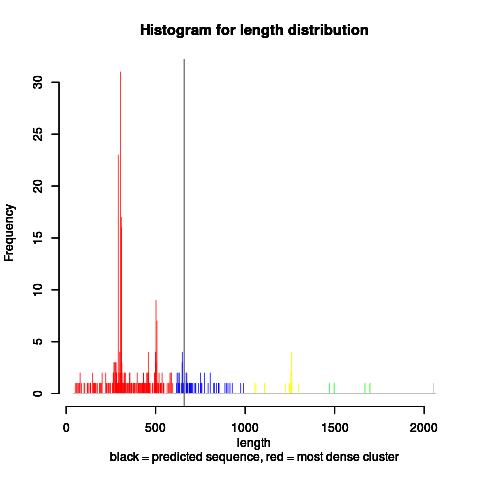 Histogram for length distribution
Frequency
30
25
20
15
10
5
0
0 500 1000 1500 2000
length
black = predicted sequence, red = most dense cluster